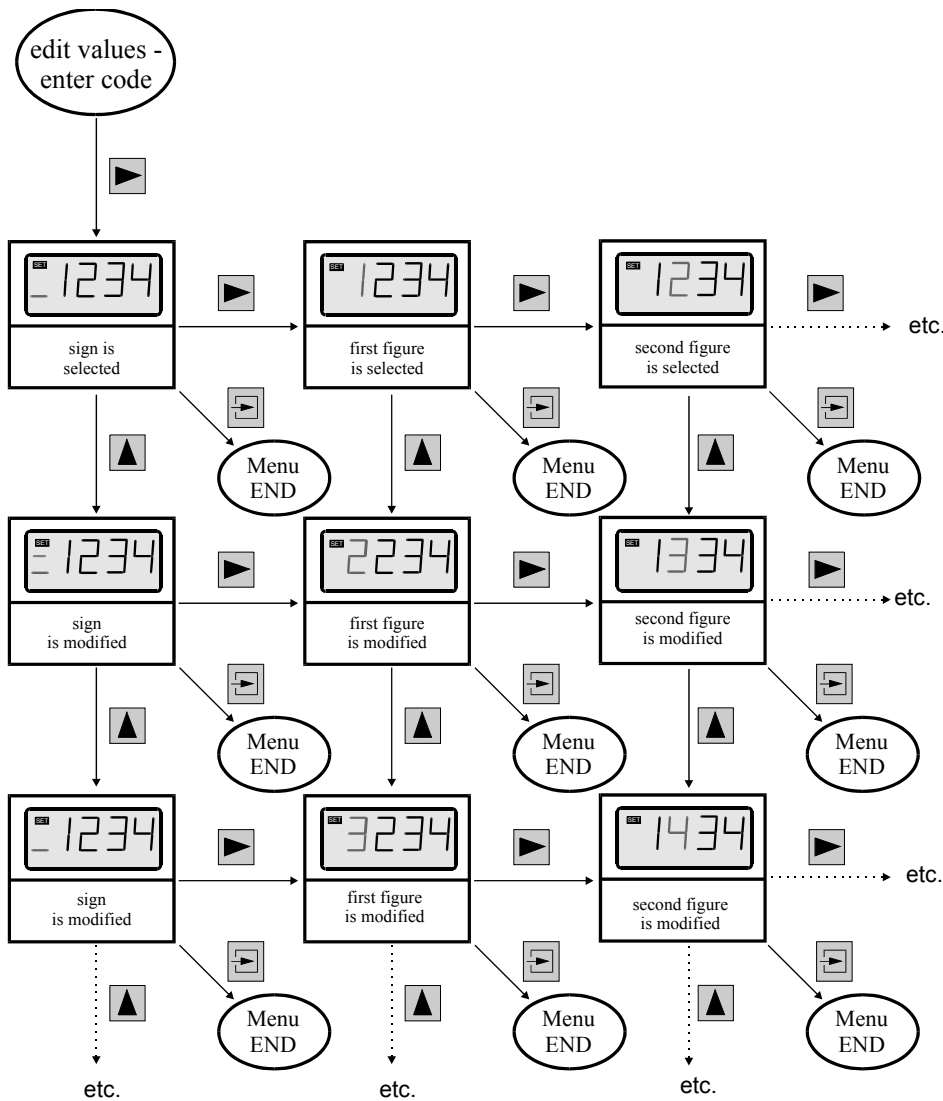 edit values -
enter code
SET
_ 1234
SET
1234
SET
1234
sign is
selected
first figure
is selected
second figure
is selected
etc.
Menu
END
Menu
END
Menu
END
SET
1234
SET
2234
SET
1334
sign
is modified
first figure
is modified
second figure
is modified
etc.
Menu
END
Menu
END
Menu
END
SET
_ 1234
SET
3234
SET
1434
sign
is modified
first figure
is modified
second figure
is modified
etc.
Menu
END
Menu
END
Menu
END
etc.
etc.
etc.